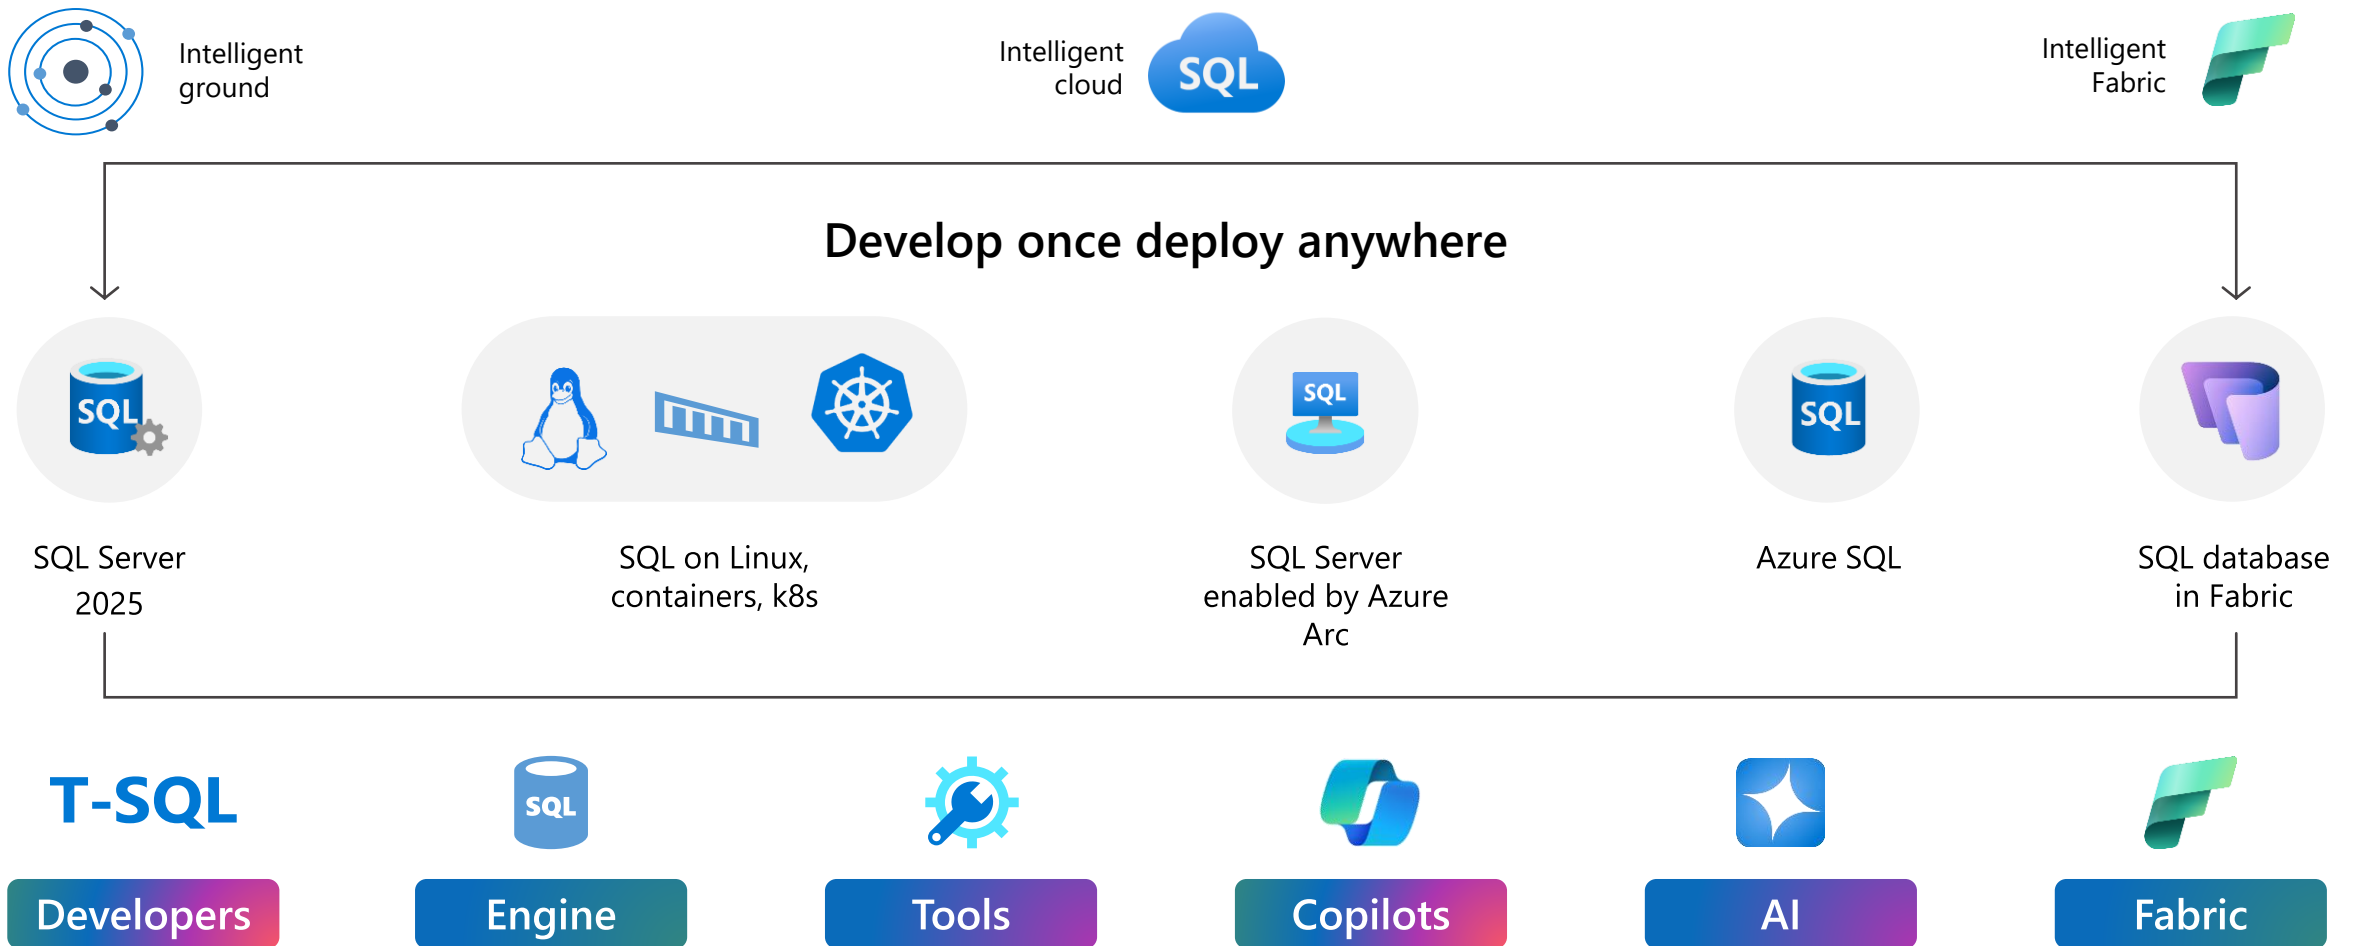 Intelligent
ground
Intelligent
cloud
SQL
Intelligent
Fabric
Develop once deploy anywhere
SQL
SQL
SQL
SQL Server
2025
SQL on Linux,
containers, k8s
SQL Server
enabled by Azure
Arc
Azure SQL
SQL database
in Fabric
T-SQL
SQL
Developers
Engine
Tools
Copilots
AI
Fabric